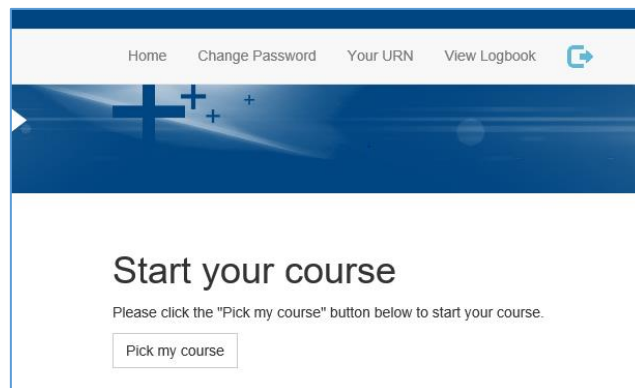 Home Change Password Your URN View Logbook
Start your course
Please click the "Pick my course" button below to start your course.
Pick my course